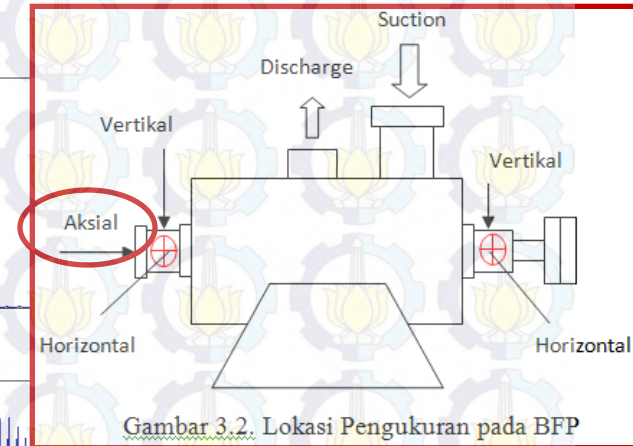 Suction
Discharge
Vertikal
Vertikal
Aksial
Horizontal
Horizontal
Gambar 3.2. Lokasi Pengukuran pada BFP